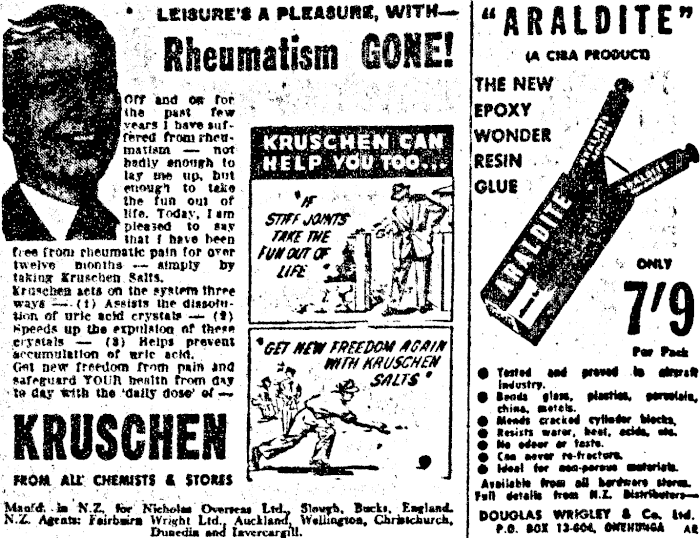 LEISURE'S A PLEASURE, WITH—
Rheumatism GONE!
Off and on for
the past few
years I have suf-
fered from rheu-
matism — not
badly enough to
lay me up, but
enough to take
the fun out of
life. Today, I am
pleased to say
that I have been
free from rheumatic pain for over
twelve months — simply by
taking Kruschen Salts.
Kruschen acts on the system three
ways — (1) Assists the dissolu-
tion of uric acid crystals — (2)
Speeds up the expulsion of these
crystals — (3) Helps prevent
accumulation of uric acid.
Get new freedom from pain and
safeguard YOUR health from day
to day with the 'daily dose' of —
KRUSCHEN
FROM ALL CHEMISTS & STORES
KRUSCHEN CAN
HELP YOU TOO...
"IF
STIFF JOINTS
TAKE THE
FUN OUT OF
LIFE
"GET NEW FREEDOM AGAIN
WITH KRUSCHEN
SALTS"
Manfd. in N.Z. for Nicholas Overseas Ltd., Slough, Bucks, England.
N.Z. Agents: Fairbairn Wright Ltd., Auckland, Wellington, Christchurch,
Dunedin and Invercargill.
"ARALDITE"
(A CIBA PRODUCT)
THE NEW
EPOXY
WONDER
RESIN
GLUE
ARALDITE
ARALDITE
ARALDITE
ONLY
7'9
Per Pack
● Tested and proved in aircraft
industry.
● Bonds glass, plastics, porcelain,
china, metals.
● Mends cracked cylinder blocks.
● Resists water, heat, acids, etc.
● No odour or taste.
● Can never re-fracture.
● Ideal for non-porous materials.
Available from all hardware stores.
Full details from N.Z. Distributors—
DOUGLAS WRIGLEY & Co. Ltd.
P.O. BOX 13-606, ONEHUNGA AR